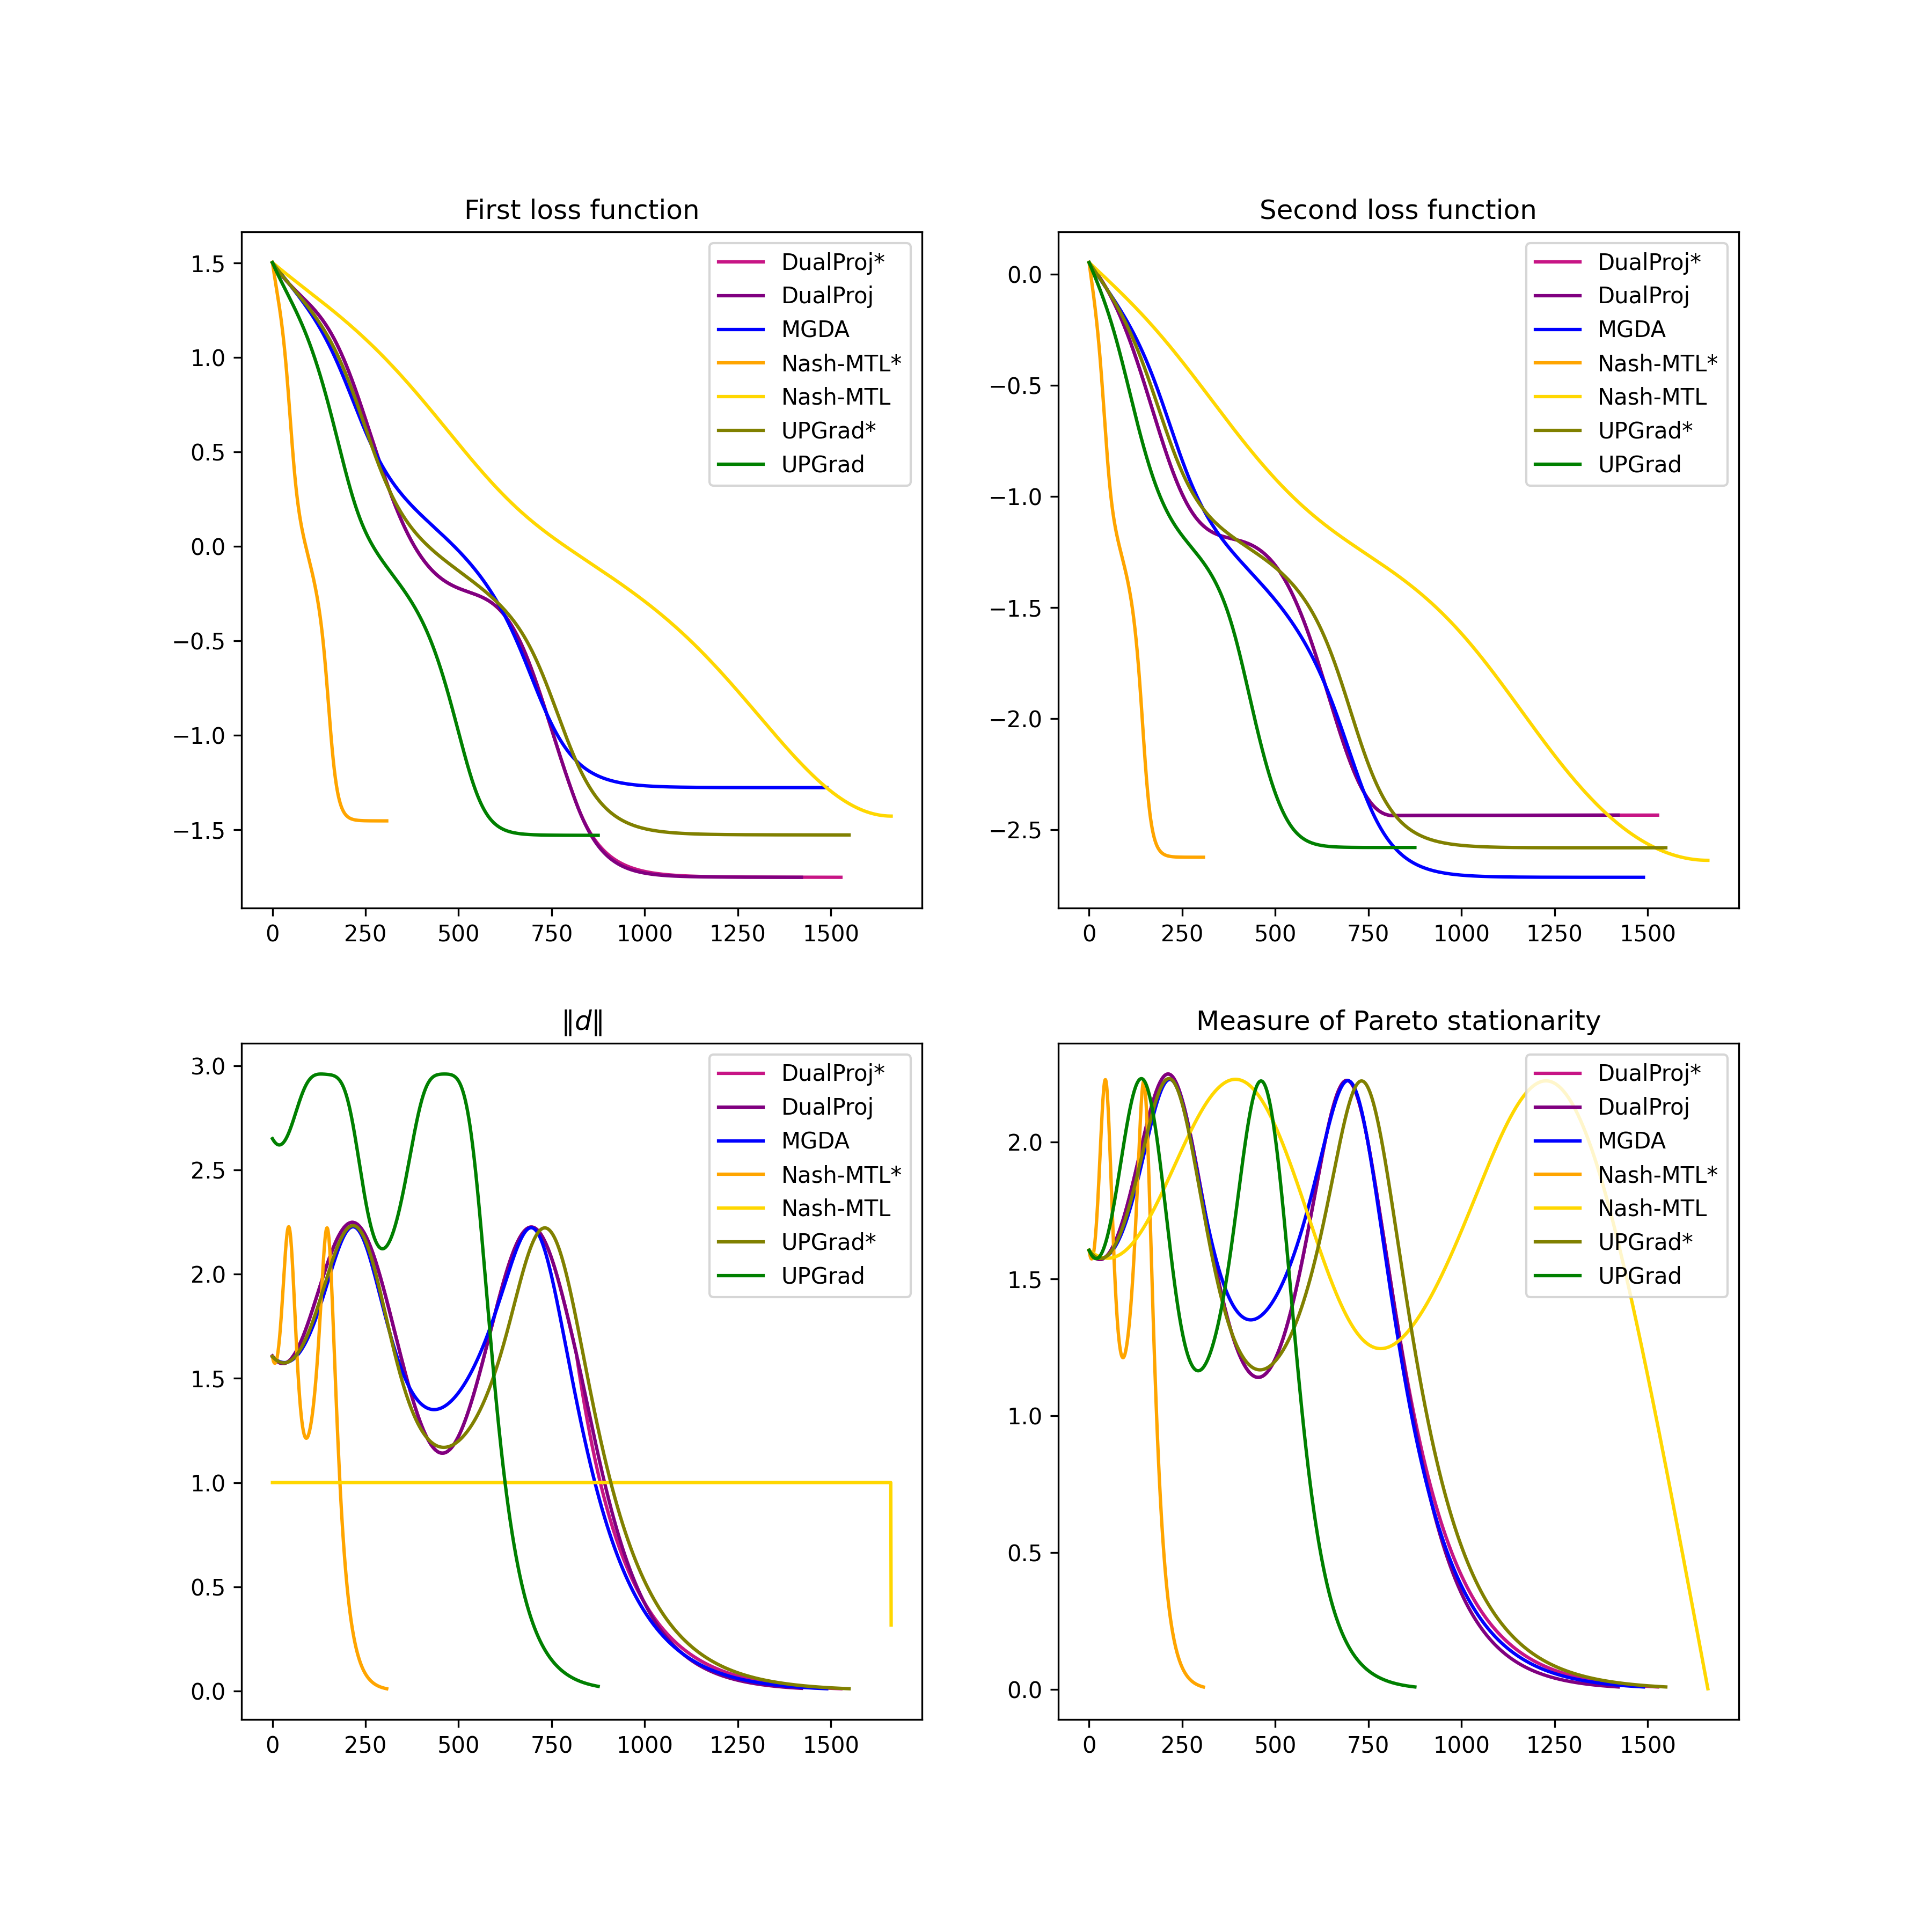 First loss function
1.5
1.0
0.5
0.0
−0.5
−1.0
−1.5
0 250 500 750 1000 1250 1500
DualProj*
DualProj
MGDA
Nash-MTL*
Nash-MTL
UPGrad*
UPGrad
Second loss function
0.0
−0.5
−1.0
−1.5
−2.0
−2.5
0 250 500 750 1000 1250 1500
DualProj*
DualProj
MGDA
Nash-MTL*
Nash-MTL
UPGrad*
UPGrad
‖d‖
3.0
2.5
2.0
1.5
1.0
0.5
0.0
0 250 500 750 1000 1250 1500
DualProj*
DualProj
MGDA
Nash-MTL*
Nash-MTL
UPGrad*
UPGrad
Measure of Pareto stationarity
2.0
1.5
1.0
0.5
0.0
0 250 500 750 1000 1250 1500
DualProj*
DualProj
MGDA
Nash-MTL*
Nash-MTL
UPGrad*
UPGrad